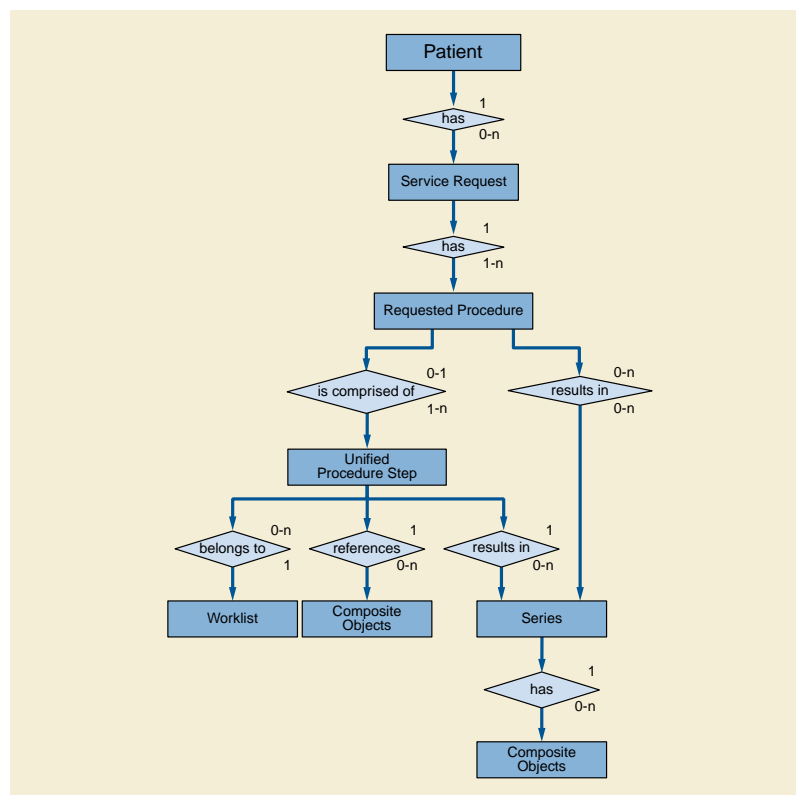 Patient
1
has
0-n
Service Request
1
has
1-n
Requested Procedure
0-1
is comprised of
1-n
0-n
results in
0-n
Unified
Procedure Step
0-n
belongs to
1
1
references
0-n
1
results in
0-n
Worklist
Composite
Objects
Series
1
has
0-n
Composite
Objects